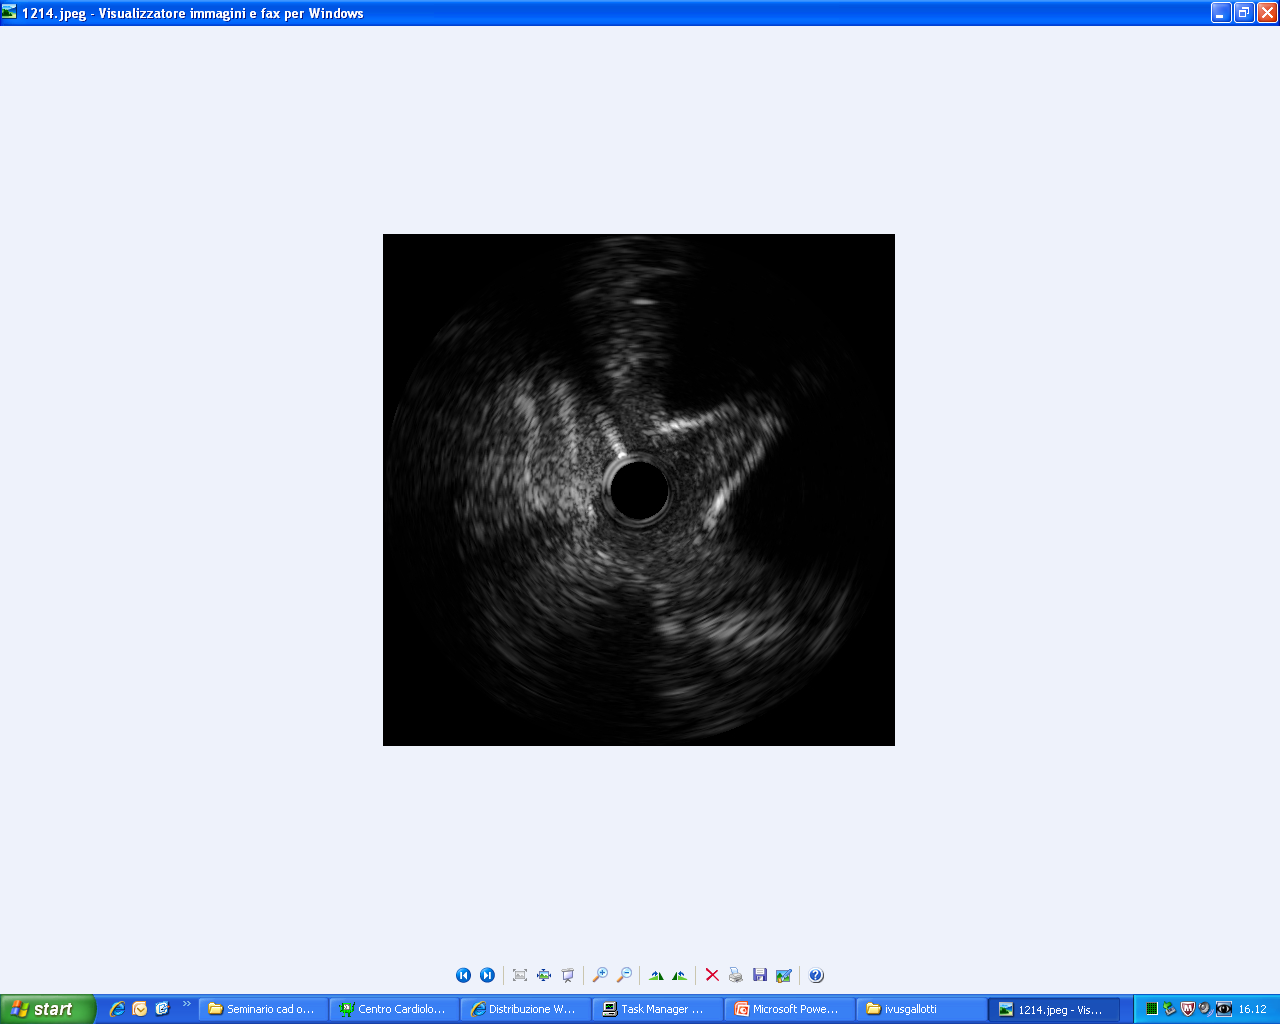 1214.jpeg - Visualizzatore immagini e fax per Windows
start
Seminario cad o...
Centro Cardiolo...
Distribuzione W...
Task Manager ...
Microsoft Powe...
ivusgallotti
1214.jpeg - Vis...
16.12